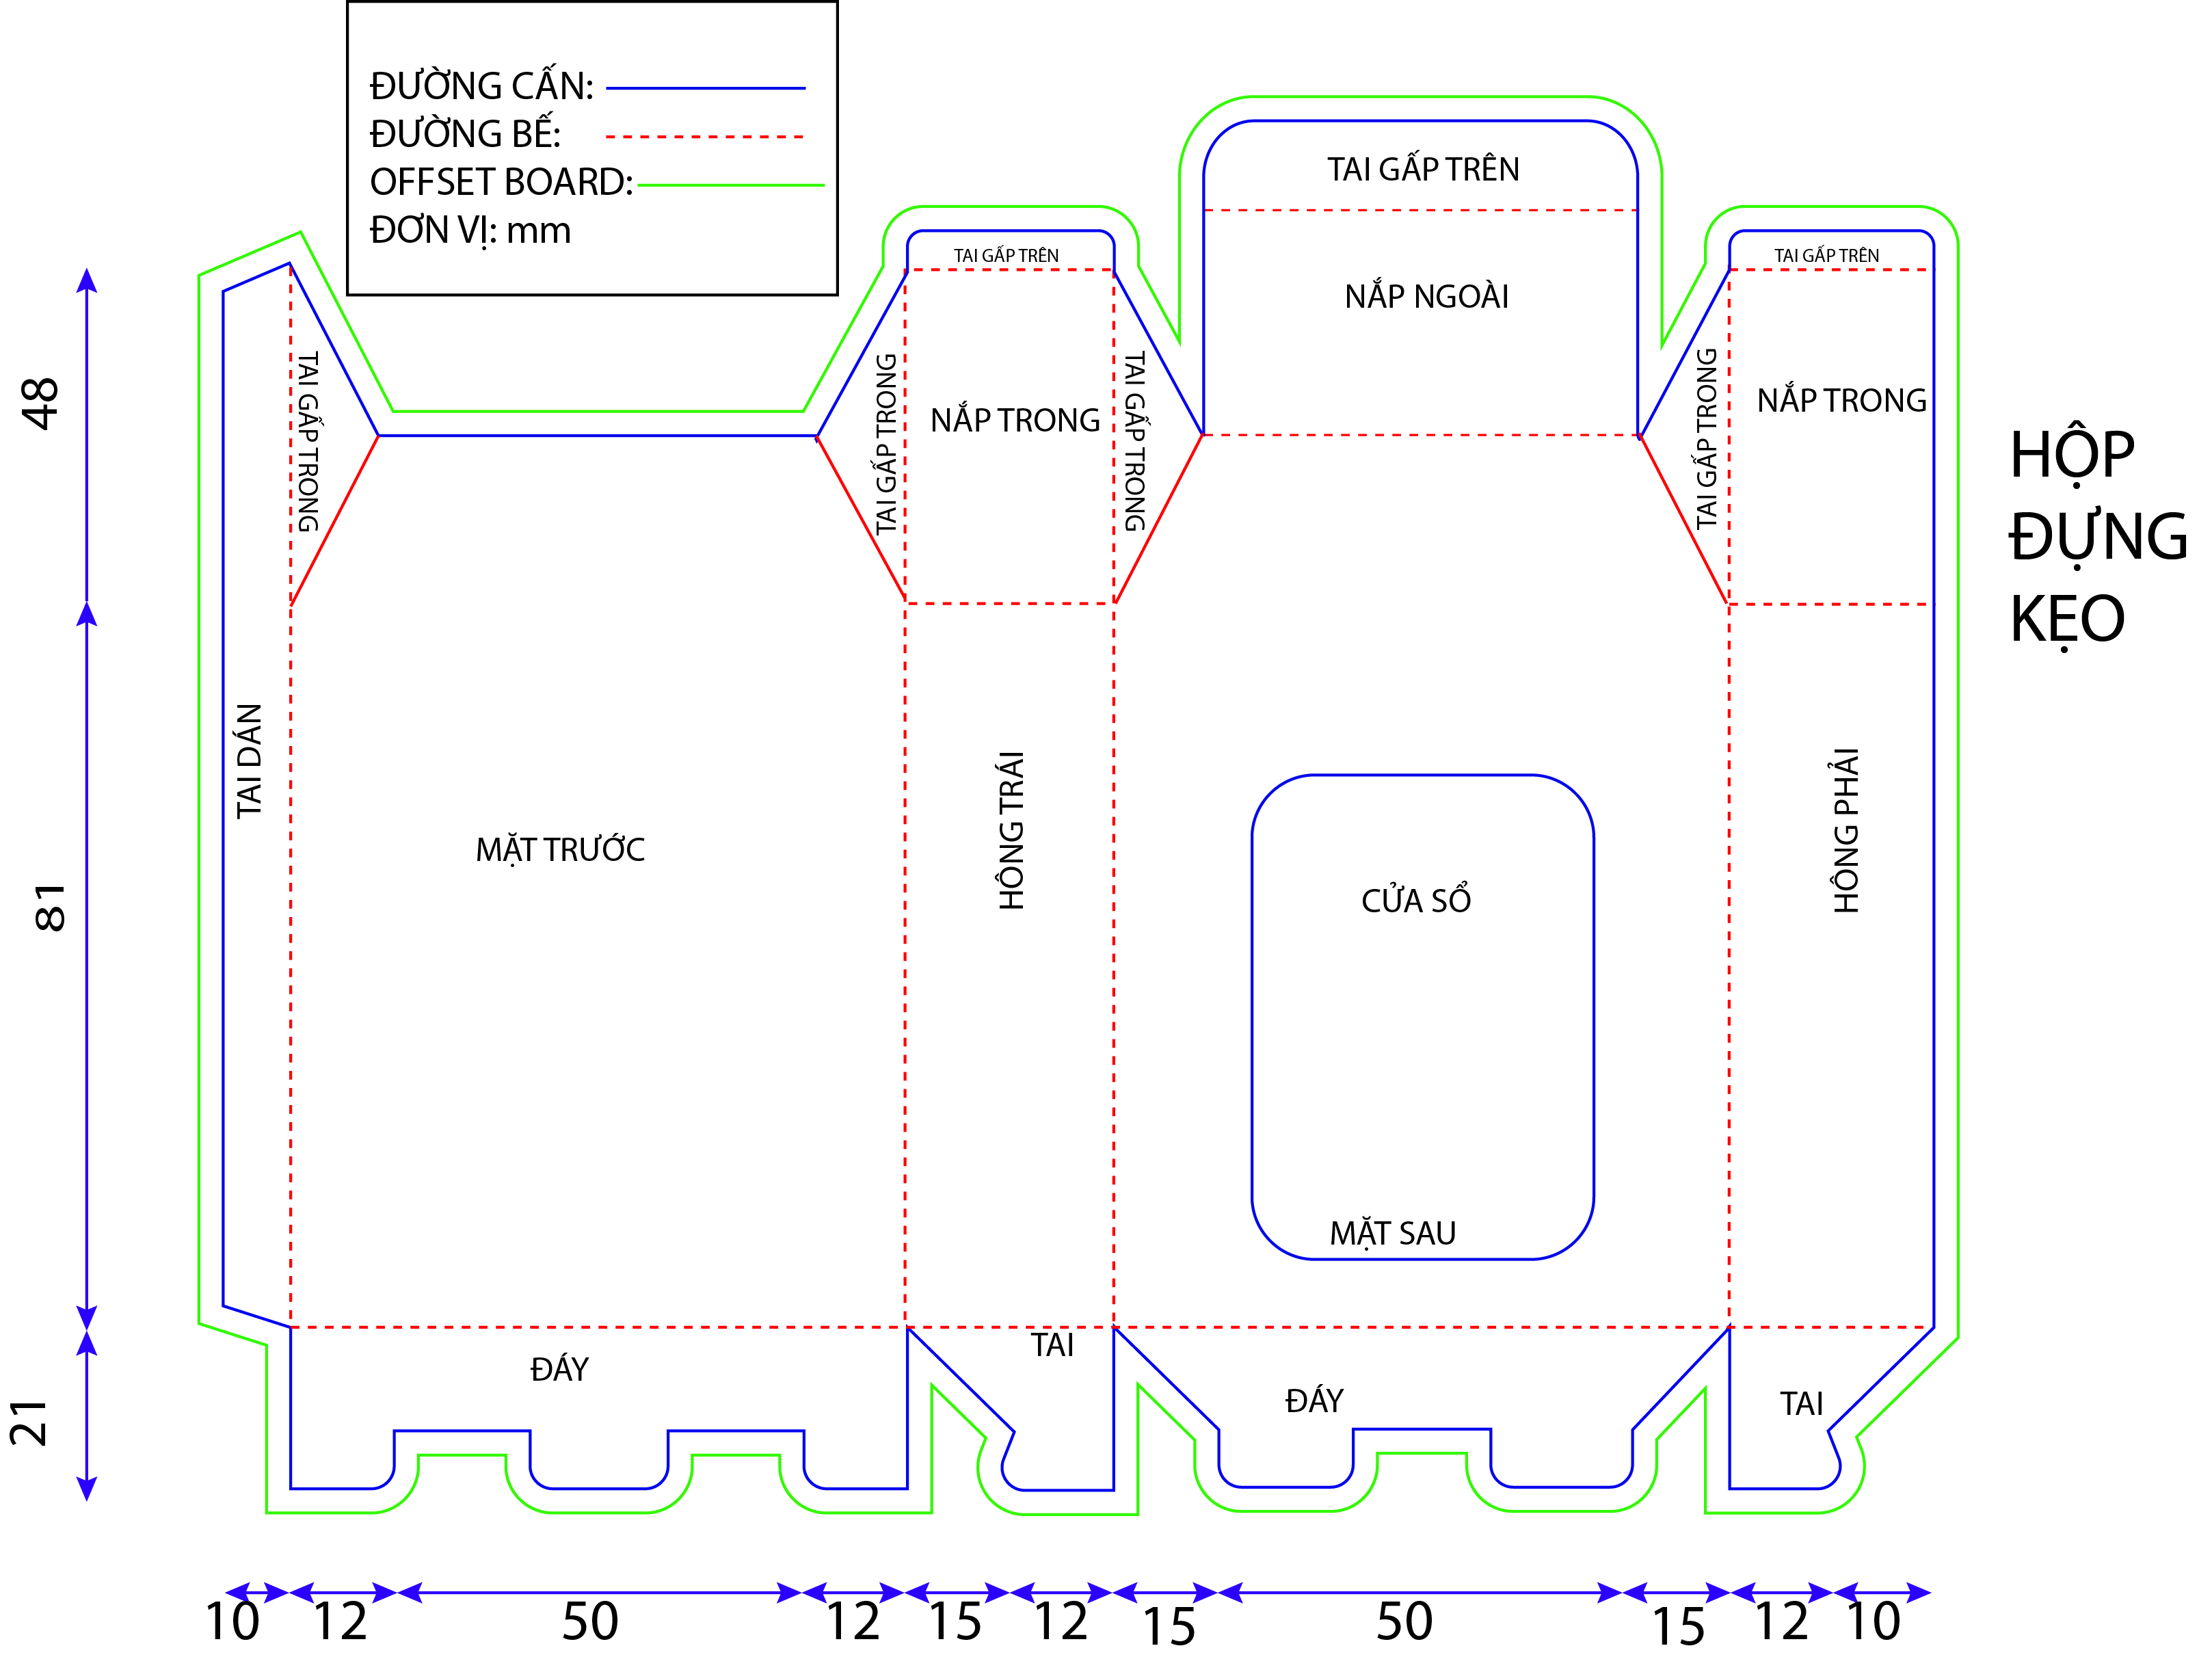 ĐƯỜNG CẤN:
ĐƯỜNG BẾ:
OFFSET BOARD:
ĐƠN VỊ: mm
TAI GẤP TRÊN
TAI GẤP TRÊN
TAI GẤP TRÊN
NẮP NGOÀI
TAI GẤP TRONG
TAI GẤP TRONG
NẮP TRONG
TAI GẤP TRONG
TAI GẤP TRONG
NẮP TRONG
48
HỘP
ĐỰNG
KẸO
TAI DÁN
MẶT TRƯỚC
HÔNG TRÁI
CỬA SỔ
HÔNG PHẢI
81
MẶT SAU
TAI
ĐÁY
ĐÁY
TAI
21
10 12 50 12 15 12 15 50 15 12 10